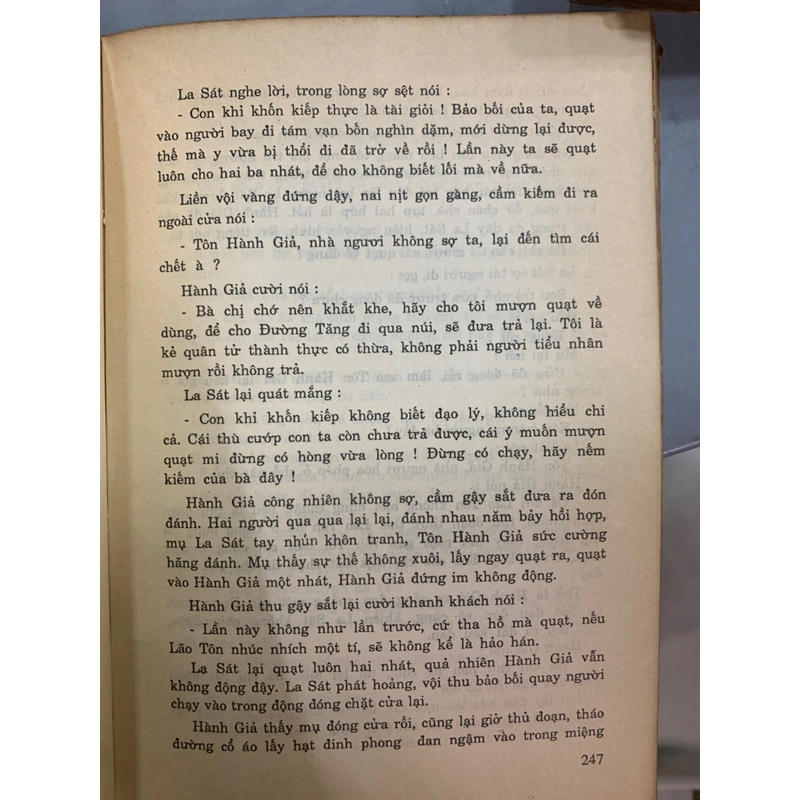 La Sát nghe lời, trong lòng sợ sệt nói :
- Con khỉ khốn kiếp thực là tài giỏi ! Bảo bối của ta, quạt
vào người bay đi tám vạn bốn nghìn dặm, mới dừng lại được,
thế mà y vừa bị thổi đi đã trở về rồi ! Lần này ta sẽ quạt
luôn cho hai ba nhát, để cho không biết lối mà về nữa.
Liền vội vàng đứng dậy, nai nịt gọn gàng, cầm kiếm đi ra
ngoài cửa nói :
- Tôn Hành Giả, nhà ngươi không sợ ta, lại đến tìm cái
chết à ?
Hành Giả cười nói :
- Bà chị chớ nên khắt khe, hãy cho tôi mượn quạt về
dùng, để cho Đường Tăng đi qua núi, sẽ đưa trả lại. Tôi là
kẻ quân tử thành thực có thừa, không phải người tiểu nhân
mượn rồi không trả.
La Sát lại quát mắng :
- Con khỉ khốn kiếp không biết đạo lý, không hiểu chi
cả. Cái thù cướp con ta còn chưa trả được, cái ý muốn mượn
quạt mi đừng có hòng vừa lòng ! Đừng có chạy, hãy nếm
kiếm của bà đây !
Hành Giả công nhiên không sợ, cầm gậy sắt đưa ra đón
đánh. Hai người qua qua lại lại, đánh nhau năm bảy hồi hợp,
mụ La Sát tay nhủn khôn tranh, Tôn Hành Giả sức cường
hăng đánh. Mụ thấy sự thế không xuôi, lấy ngay quạt ra, quạt
vào Hành Giả một nhát, Hành Giả đứng im không động.
Hành Giả thu gậy sắt lại cười khanh khách nói :
- Lần này không như lần trước, cứ tha hồ mà quạt, nếu
Lão Tôn nhúc nhích một tí, sẽ không kể là hảo hán.
La Sát lại quạt luôn hai nhát, quả nhiên Hành Giả vẫn
không động đậy. La Sát phát hoảng, vội thu bảo bối quay người
chạy vào trong động đóng chặt cửa lại.
Hành Giả thấy mụ đóng cửa rồi, cũng lại giở thủ đoạn, tháo
đường cổ áo lấy hạt đinh phong đan ngậm vào trong miệng
247